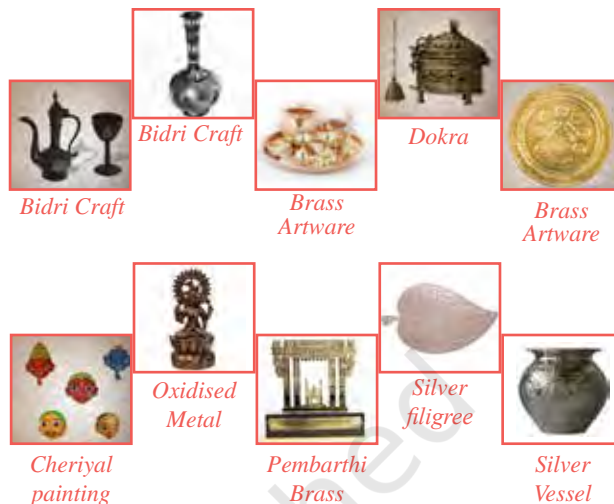 Bidri Craft
Bidri Craft
Brass
Artware
Dokra
Brass
Artware
Cheriyal
painting
Oxidised
Metal
Pembarthi
Brass
Silver
filigree
Silver
Vessel